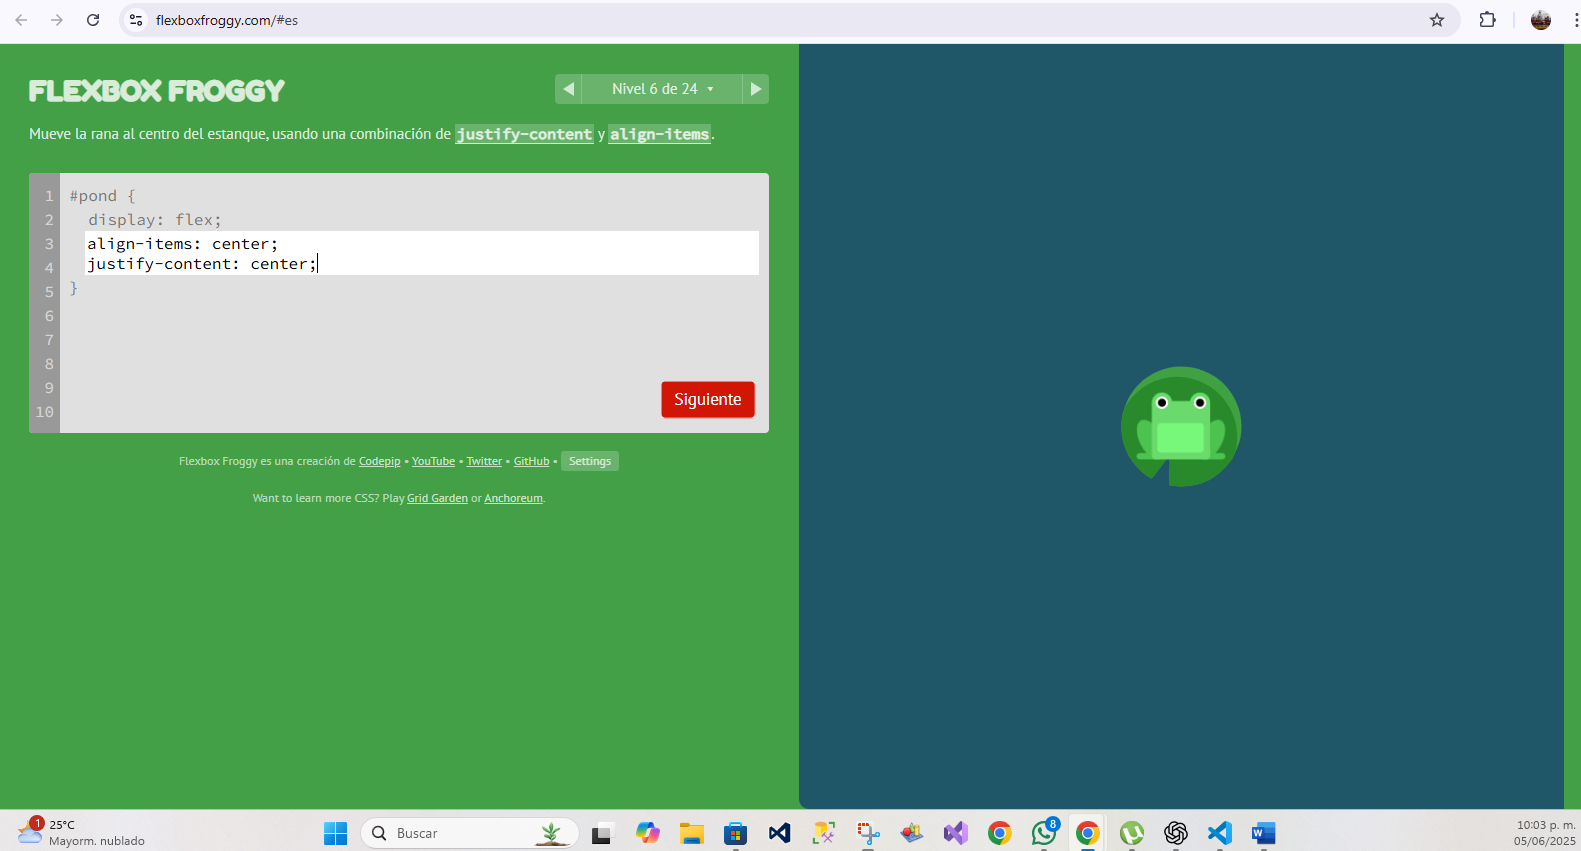 flexboxfroggy.com/#es
FLEXBOX FROGGY
Nivel 6 de 24
Mueve la rana al centro del estanque, usando una combinación de justify-content y align-items.
1 #pond {
2 display: flex;
3 align-items: center;
4 justify-content: center;
5 }
6
7
8
9
10
Siguiente
Flexbox Froggy es una creación de Codepip • YouTube • Twitter • GitHub • Settings
Want to learn more CSS? Play Grid Garden or Anchoreum.
1
25°C
Mayorm. nublado
Buscar
8
W
10:03 p. m.
05/06/2025